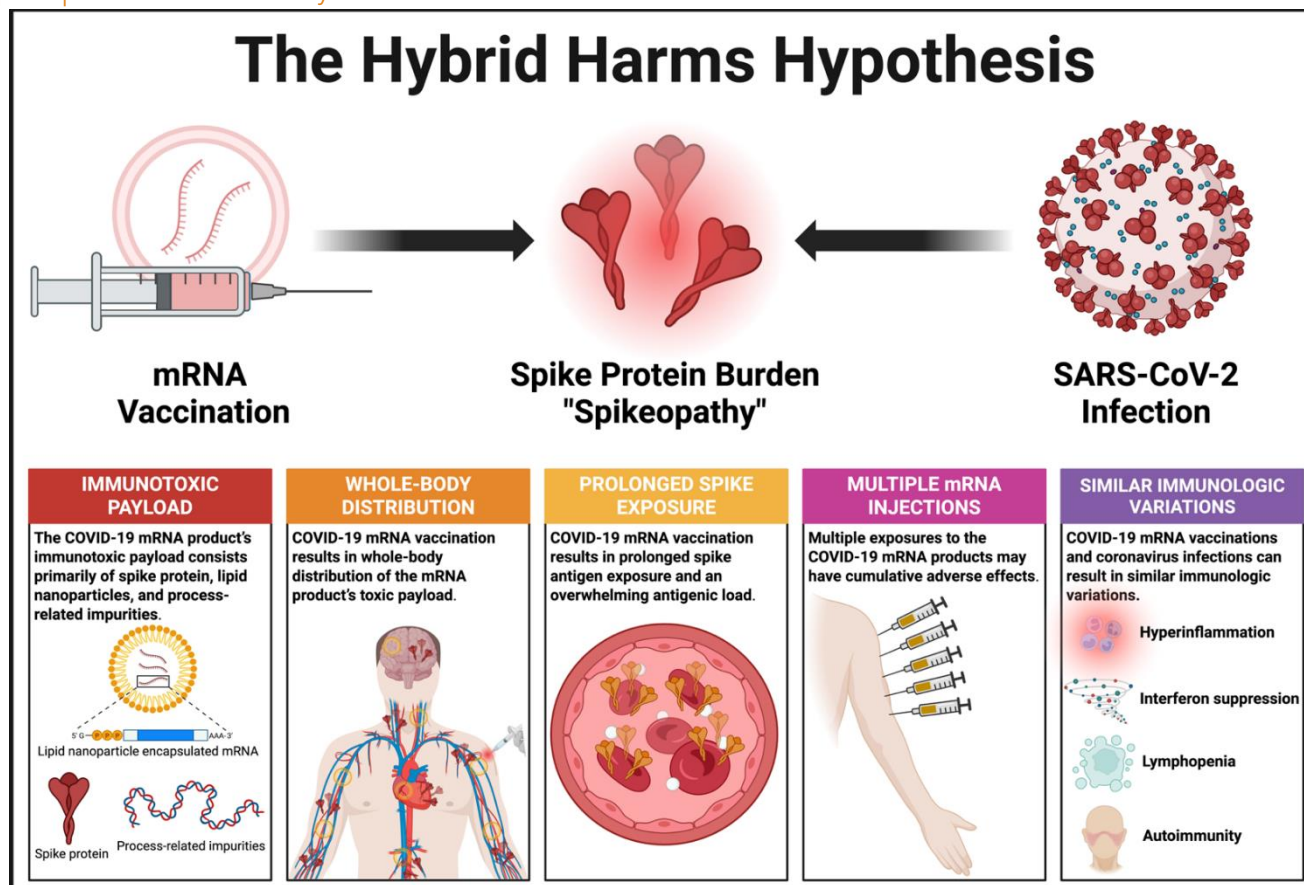 The Hybrid Harms Hypothesis
mRNA
Vaccination
Spike Protein Burden
"Spikeopathy"
SARS-CoV-2
Infection
IMMUNOTOXIC
PAYLOAD
The COVID-19 mRNA product's
immunotoxic payload consists
primarily of spike protein, lipid
nanoparticles, and process-
related impurities.
5' G
P P P
AAA-3'
Lipid nanoparticle encapsulated mRNA
Spike protein
Process-related impurities
WHOLE-BODY
DISTRIBUTION
COVID-19 mRNA vaccination
results in whole-body
distribution of the mRNA
product's toxic payload.
PROLONGED SPIKE
EXPOSURE
COVID-19 mRNA vaccination
results in prolonged spike
antigen exposure and an
overwhelming antigenic load.
MULTIPLE mRNA
INJECTIONS
Multiple exposures to the
COVID-19 mRNA products may
have cumulative adverse effects.
SIMILAR IMMUNOLOGIC
VARIATIONS
COVID-19 mRNA vaccinations
and coronavirus infections can
result in similar immunologic
variations.
Hyperinflammation
Interferon suppression
Lymphopenia
Autoimmunity